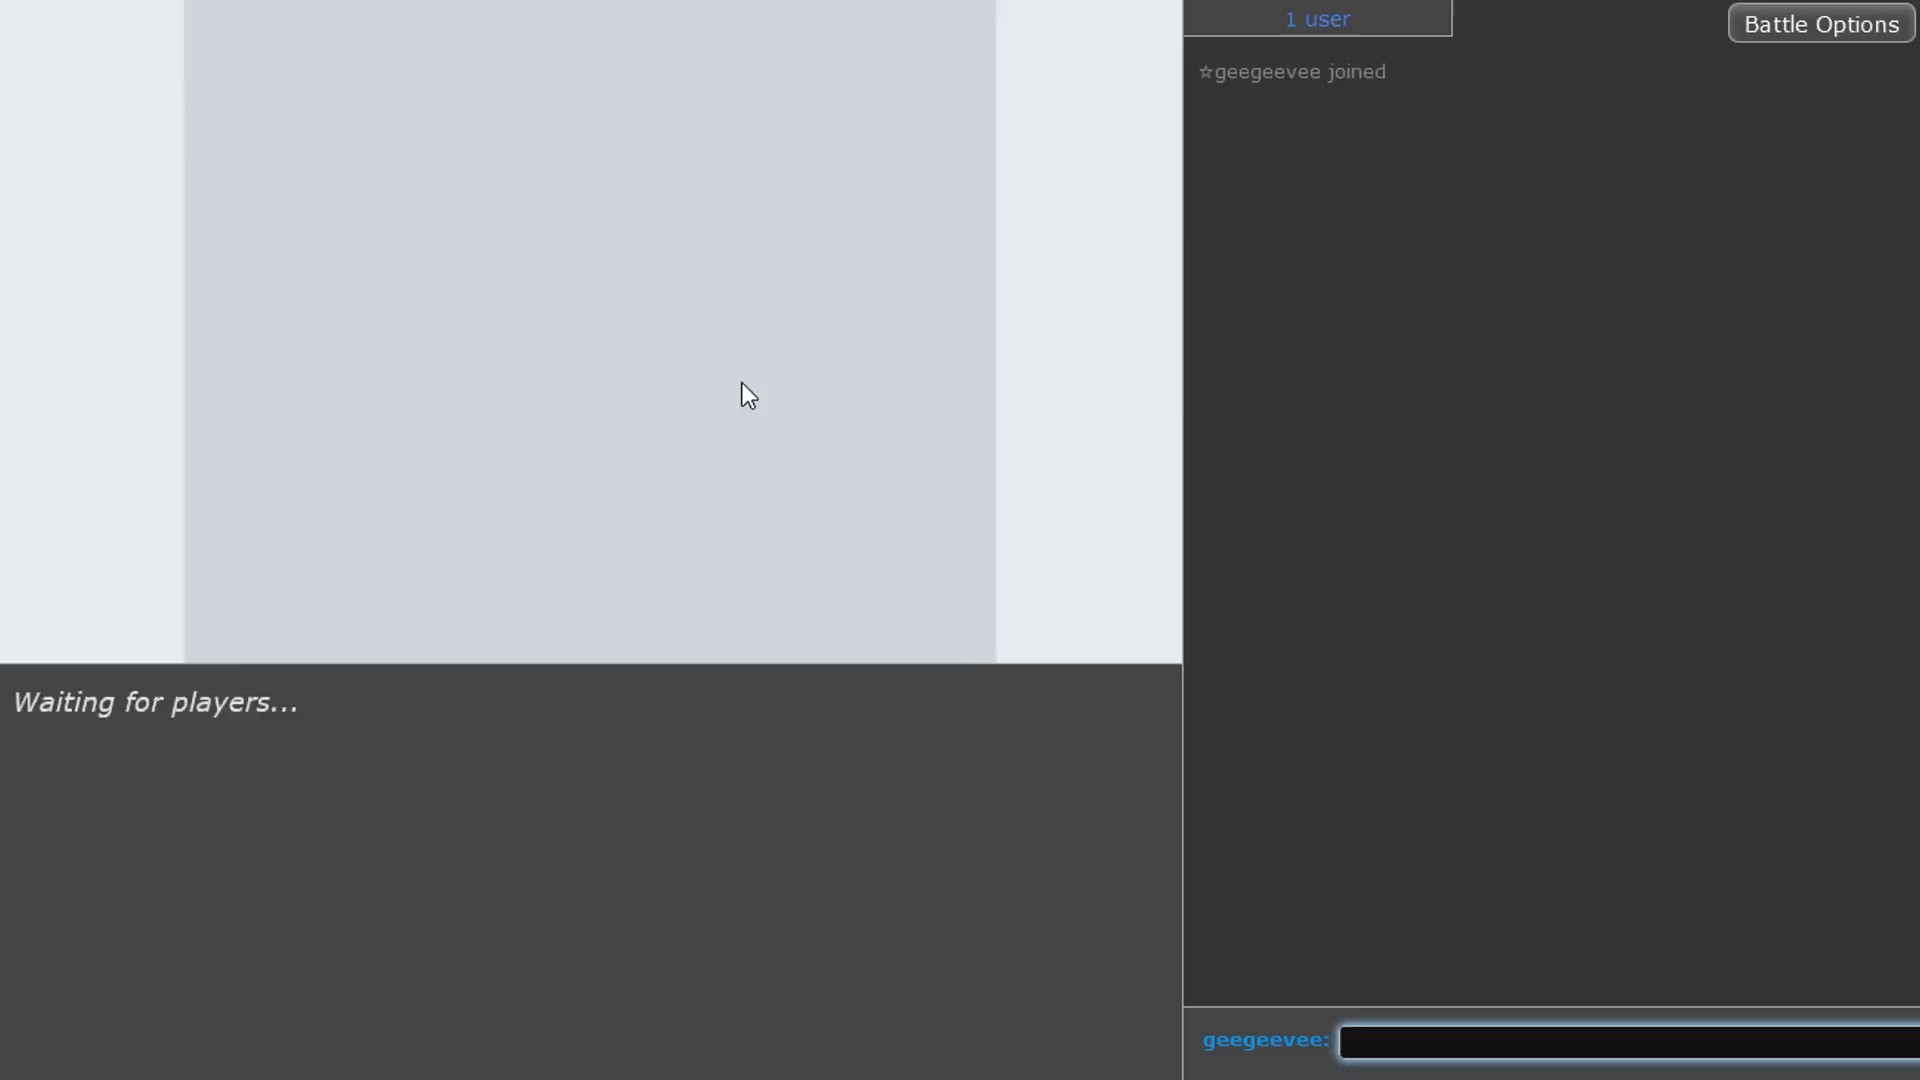 1 user
Battle Options
☆geegeevee joined
Waiting for players...
geegeevee: